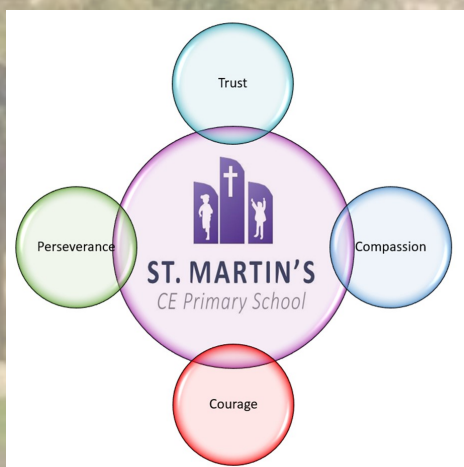 Trust
Perseverance
Compassion
ST. MARTIN'S
CE Primary School
Courage